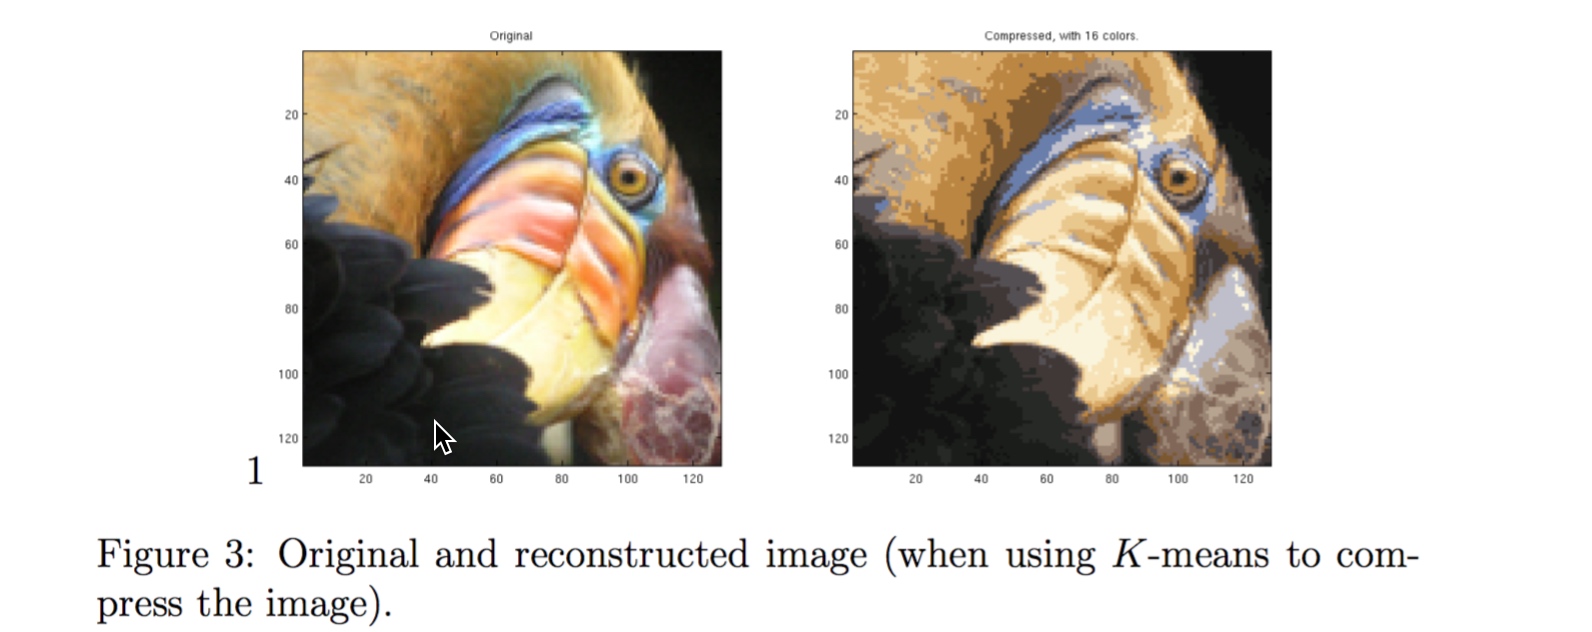 Original
Compressed, with 16 colors.
20
40
60
80
100
120
20 40 60 80 100 120
20
40
60
80
100
120
20 40 60 80 100 120
1
Figure 3: Original and reconstructed image (when using K-means to com-
press the image).